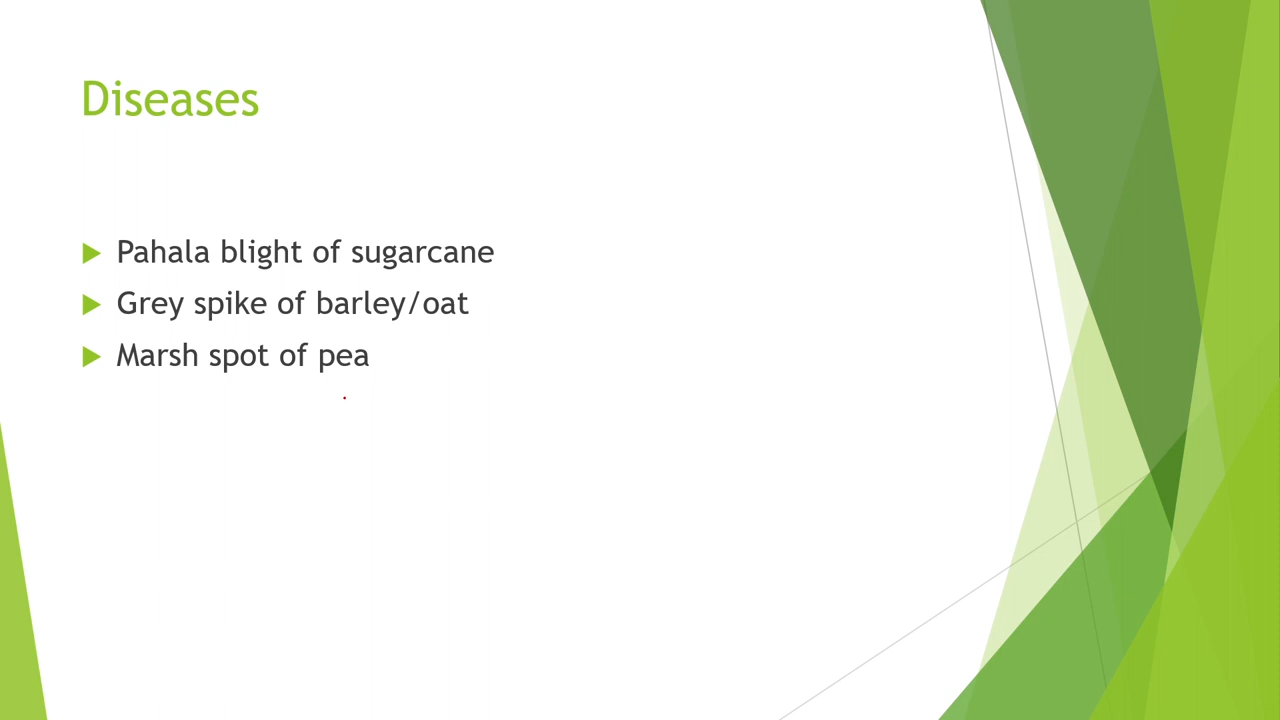 Diseases
Pahala blight of sugarcane
Grey spike of barley/oat
Marsh spot of pea